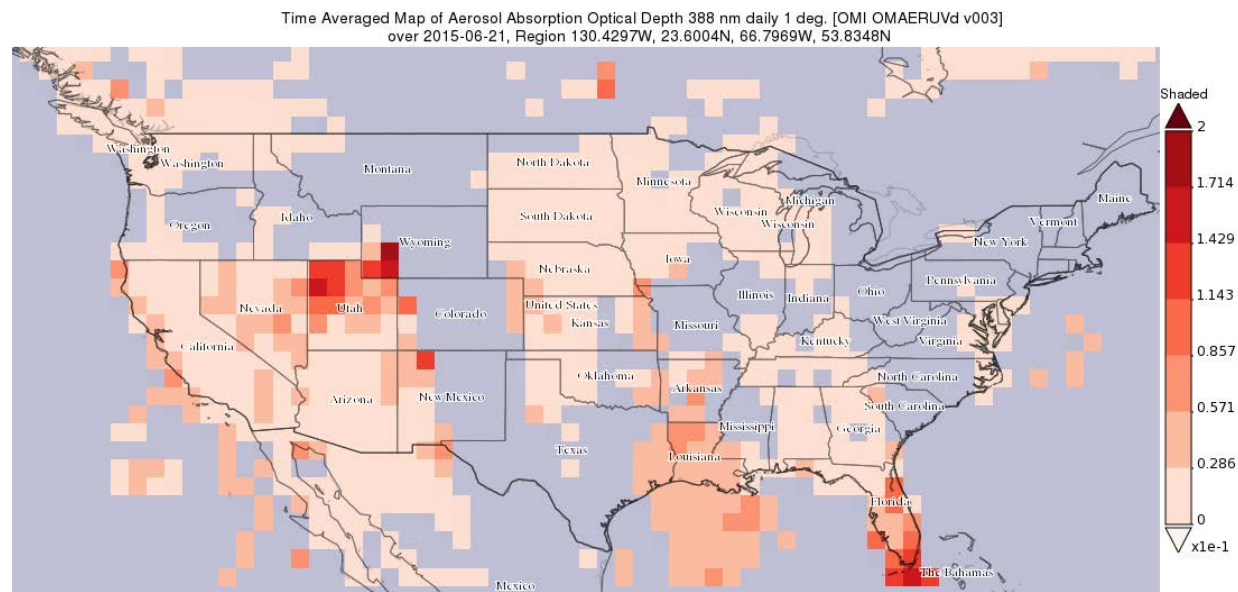 Time Averaged Map of Aerosol Absorption Optical Depth 388 nm daily 1 deg. [OMI OMAERUVd v003]
over 2015-06-21, Region 130.4297W, 23.6004N, 66.7969W, 53.8348N
Shaded
2
1.714
1.429
1.143
0.857
0.571
0.286
0
x1e-1
Washington
Washington
Montana
North Dakota
Minnesota
Michigan
Maine
Oregon
Idaho
South Dakota
Wisconsin
Wisconsin
Vermont
Wyoming
New York
Iowa
Nebraska
Pennsylvania
Nevada
Utah
Colorado
United States
Kansas
Illinois
Indiana
Ohio
Missouri
West Virginia
California
Kentucky
Virginia
Arizona
New Mexico
Oklahoma
Arkansas
North Carolina
South Carolina
Mississippi
Georgia
Texas
Louisiana
Florida
The Bahamas
Mexico